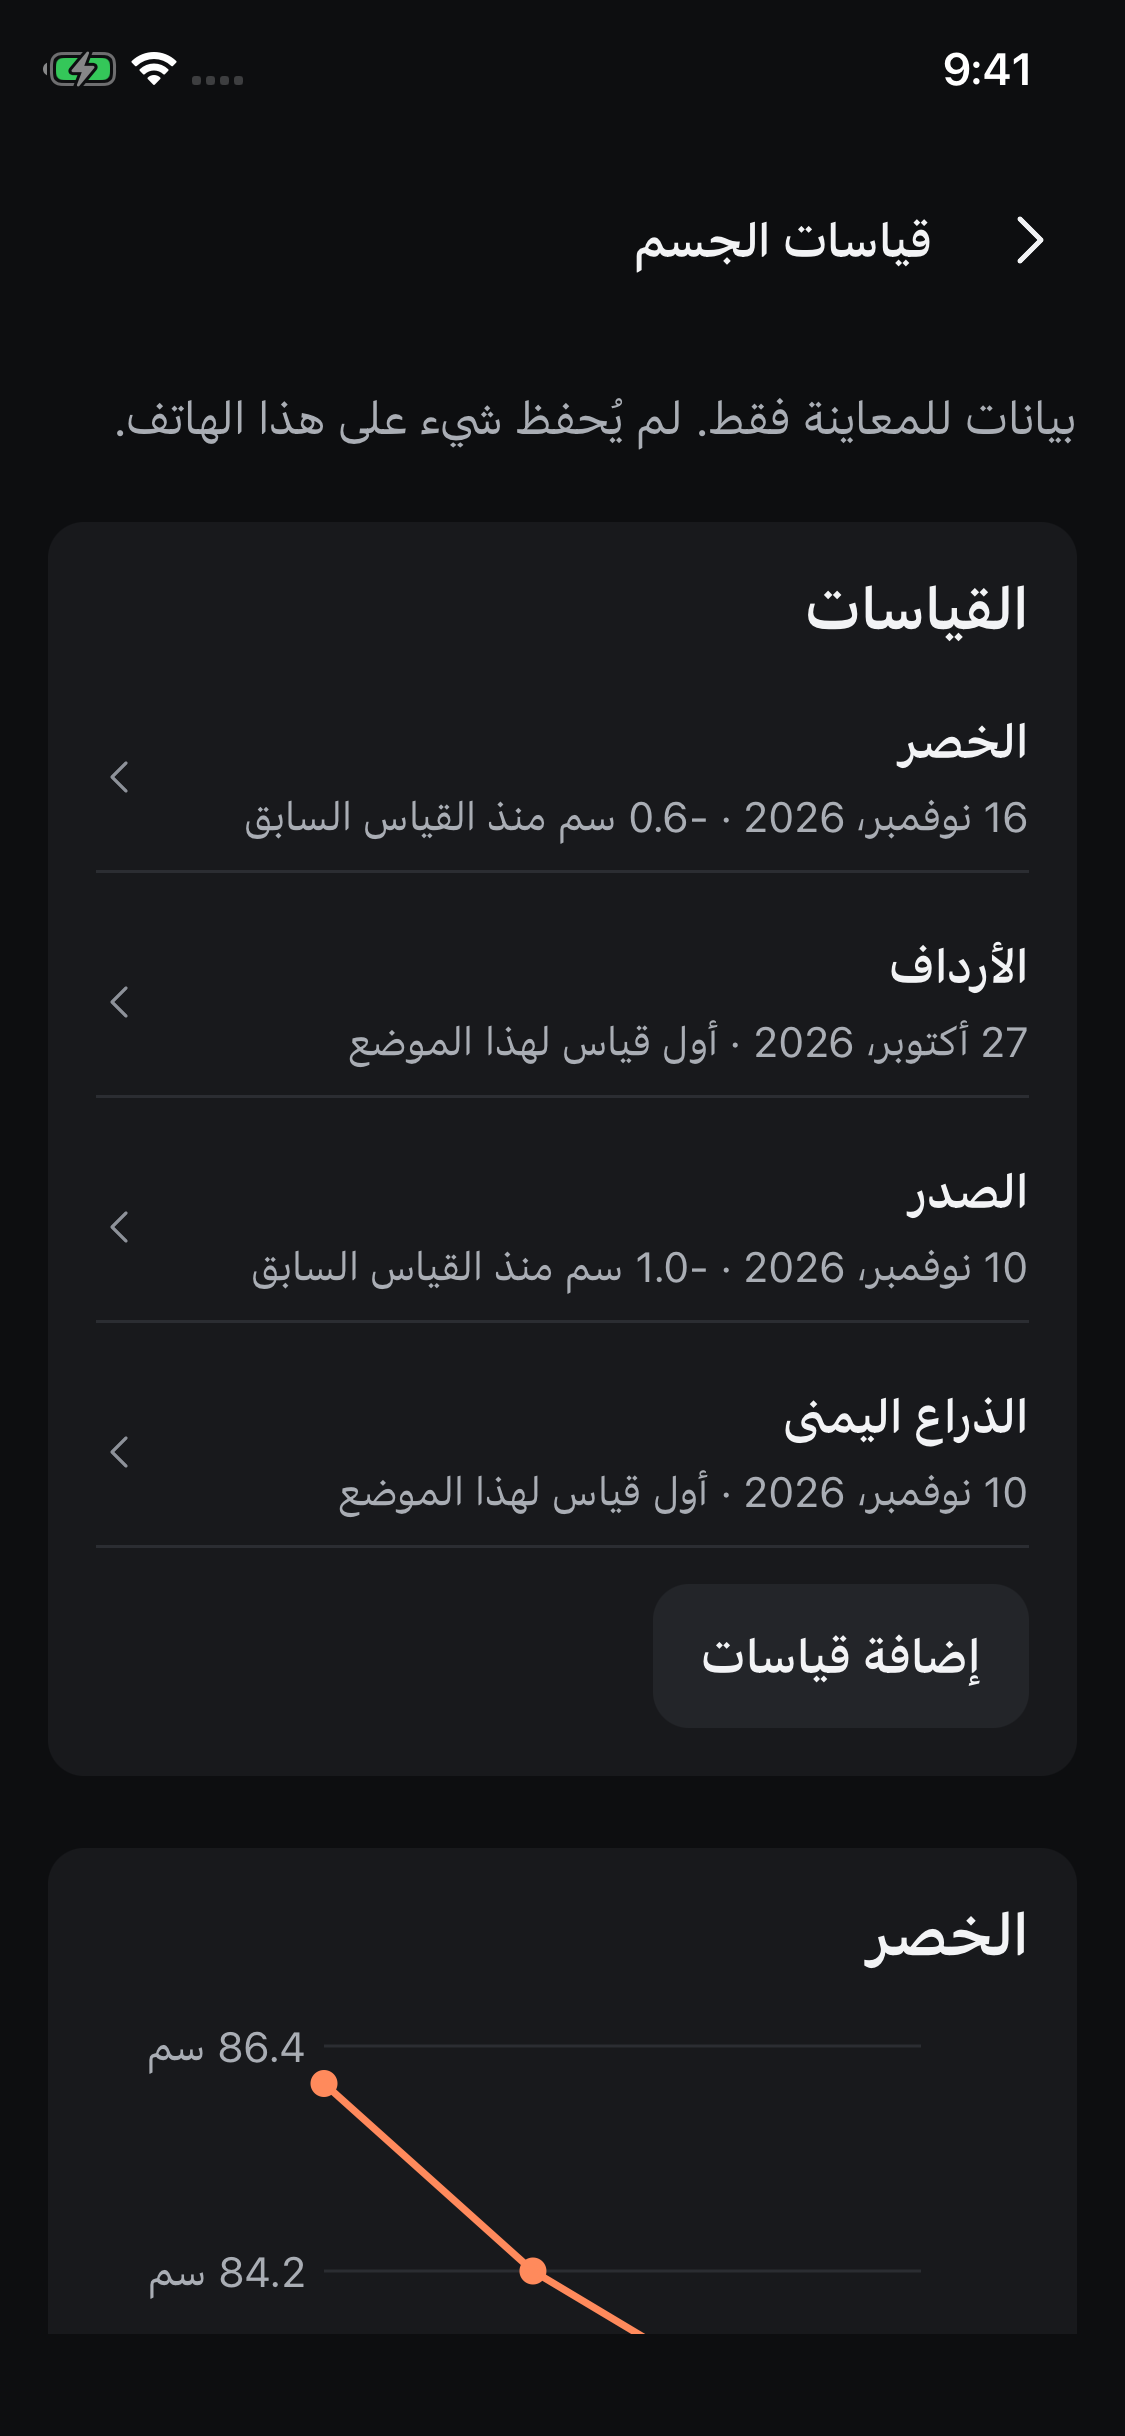 9:41
قياسات الجسم
بيانات للمعاينة فقط. لم يُحفظ شيء على هذا الهاتف.
القياسات
الخصر
16 نوفمبر، 2026 · -0.6 سم منذ القياس السابق
الأرداف
27 أكتوبر، 2026 · أول قياس لهذا الموضع
الصدر
10 نوفمبر، 2026 · -1.0 سم منذ القياس السابق
الذراع اليمنى
10 نوفمبر، 2026 · أول قياس لهذا الموضع
إضافة قياسات
الخصر
86.4 سم
84.2 سم